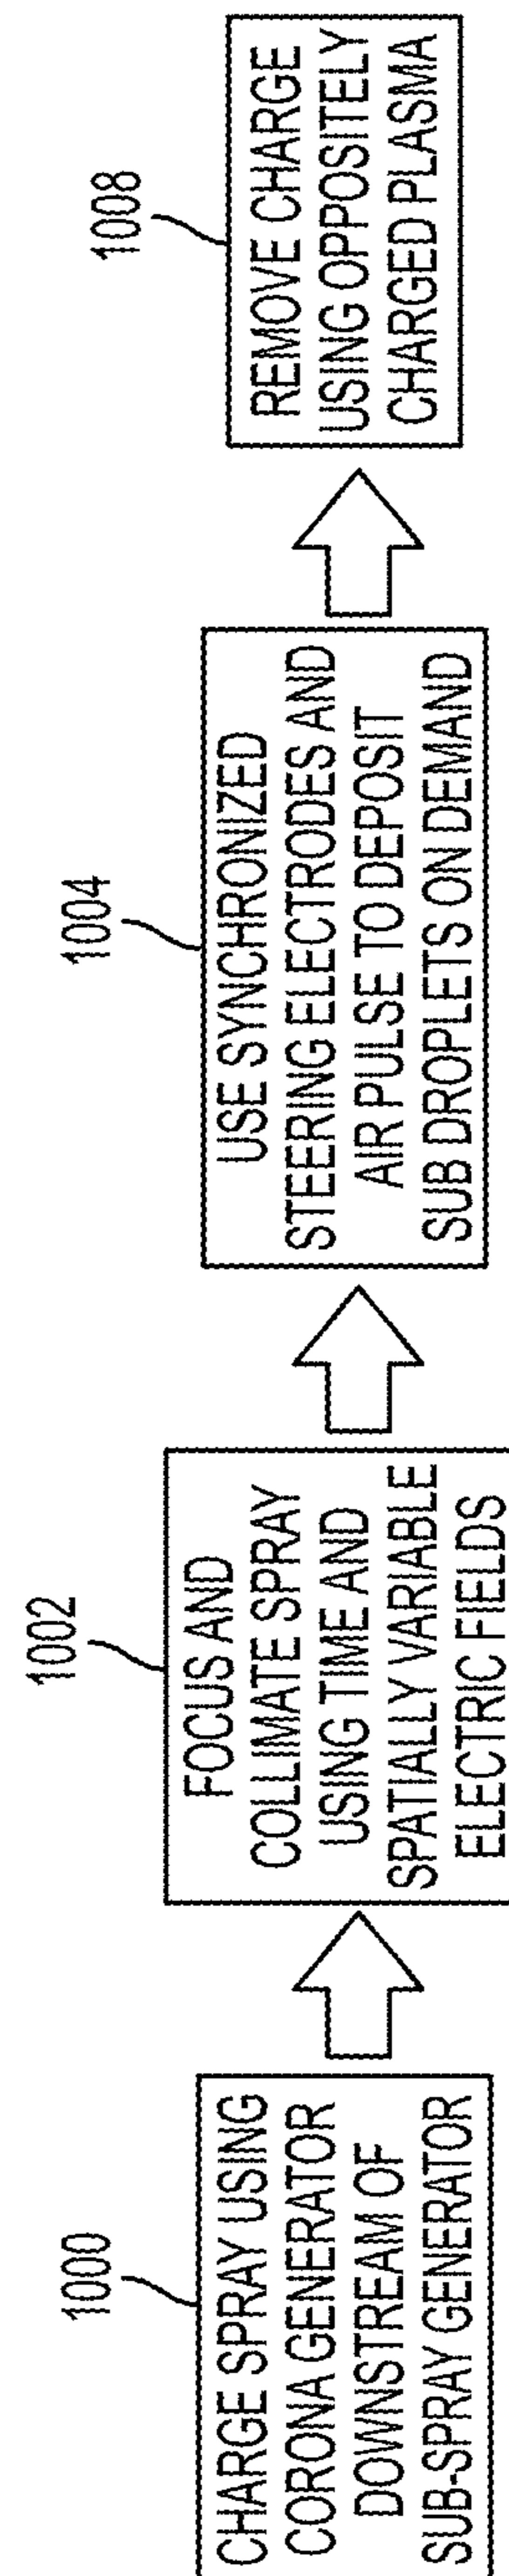 1000
CHARGE SPRAY USING
CORONA GENERATOR
DOWNSTREAM OF
SUB-SPRAY GENERATOR
1002
FOCUS AND
COLLIMATE SPRAY
USING TIME AND
SPATIALLY VARIABLE
ELECTRIC FIELDS
1004
USE SYNCHRONIZED
STEERING ELECTRODES AND
AIR PULSE TO DEPOSIT
SUB DROPLETS ON DEMAND
1008
REMOVE CHARGE
USING OPPOSITELY
CHARGED PLASMA